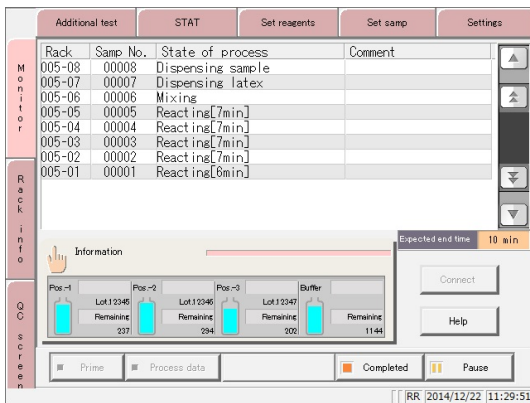 Additional test STAT Set reagents Set samp Settings
Monitor
Rack info
QC screen
Rack Samp No. State of process Comment
005-08 00008 Dispensing sample
005-07 00007 Dispensing latex
005-06 00006 Mixing
005-05 00005 Reacting[7min]
005-04 00004 Reacting[7min]
005-03 00003 Reacting[7min]
005-02 00002 Reacting[7min]
005-01 00001 Reacting[6min]
Expected end time 10 min
Information
Pos.-1 Pos.-2 Pos.-3 Buffer
Lot.12345 Lot.12346 Lot.12347
Remaining Remaining Remaining Remaining
237 294 202 1144
Connect
Help
Prime Process data Completed Pause
RR 2014/12/22 11:29:51